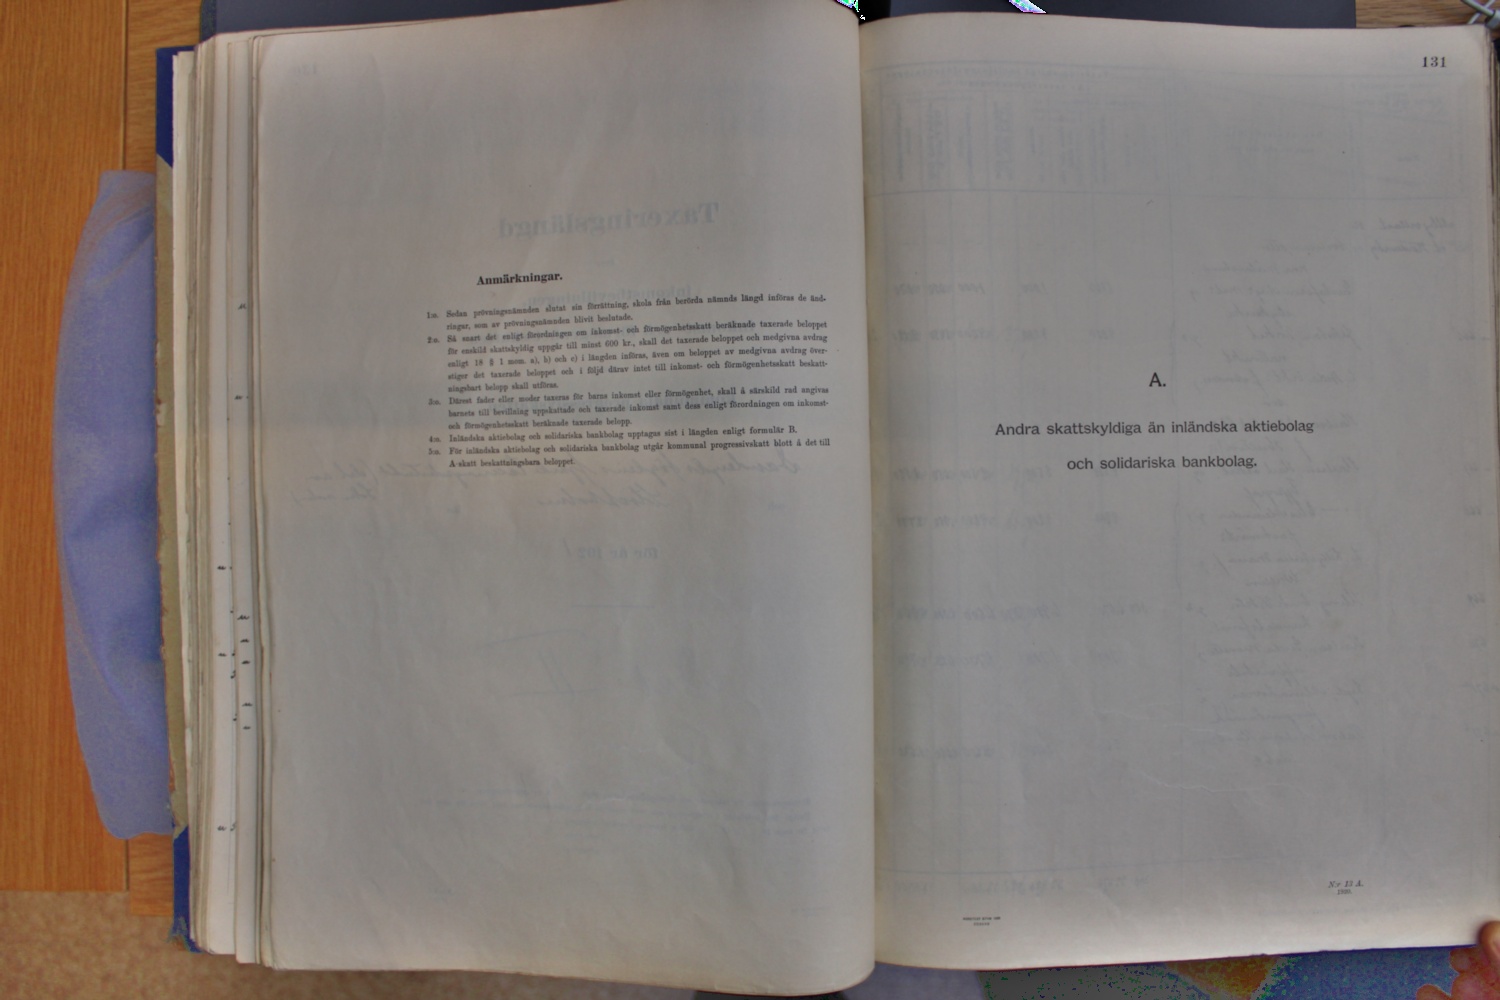 Anmärkningar.
1:o. Sedan prövningsnämnden slutat sin förrättning, skola från berörda nämnds längd införas de änd-
ringar, som av prövningsnämnden blivit beslutade.
2:o. Så snart det enligt förordningen om inkomst- och förmögenhetsskatt beräknade taxerade beloppet
för enskild skattskyldig uppgår till minst 600 kr., skall det taxerade beloppet och medgivna avdrag
enligt 18 § 1 mom. a), b) och c) i längden införas, även om beloppet av medgivna avdrag över-
stiger det taxerade beloppet och i följd därav intet till inkomst- och förmögenhetsskatt beskatt-
ningsbart belopp skall utföras.
3:o. Därest fader eller moder taxeras för barns inkomst eller förmögenhet, skall å särskild rad angivas
barnets till bevillning uppskattade och taxerade inkomst samt dess enligt förordningen om inkomst-
och förmögenhetsskatt beräknade taxerade belopp.
4:o. Inländska aktiebolag och solidariska bankbolag upptagas sist i längden enligt formulär B.
5:o. För inländska aktiebolag och solidariska bankbolag utgår kommunal progressivskatt blott å det till
A-skatt beskattningsbara beloppet.
131
A.
Andra skattskyldiga än inländska aktiebolag
och solidariska bankbolag.
N:r 13 A.
1920.